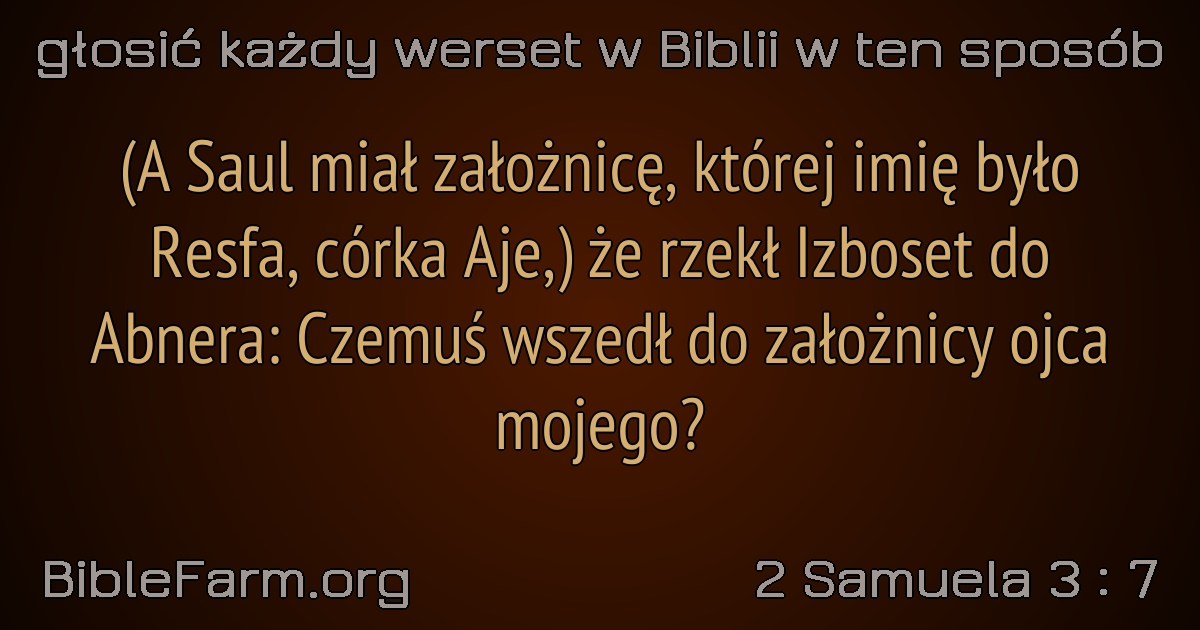 głosić każdy werset w Biblii w ten sposób
(A Saul miał założnicę, której imię było
Resfa, córka Aje,) że rzekł Izboset do
Abnera: Czemuś wszedł do założnicy ojca
mojego?
BibleFarm.org
2 Samuela 3 : 7